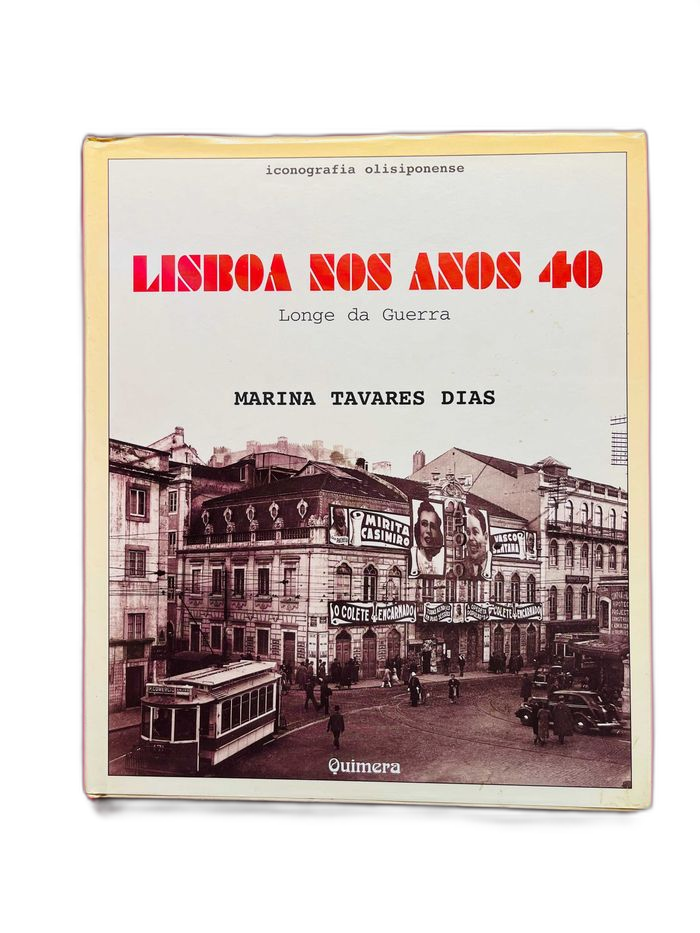 iconografia olisiponense
LISBOA NOS ANOS 40
Longe da Guerra
MARINA TAVARES DIAS
MIRITA
CASIMIRO
VASCO
SANTANA
O COLETE ENCARNADO
COLETE ENCARNADO
Quimera